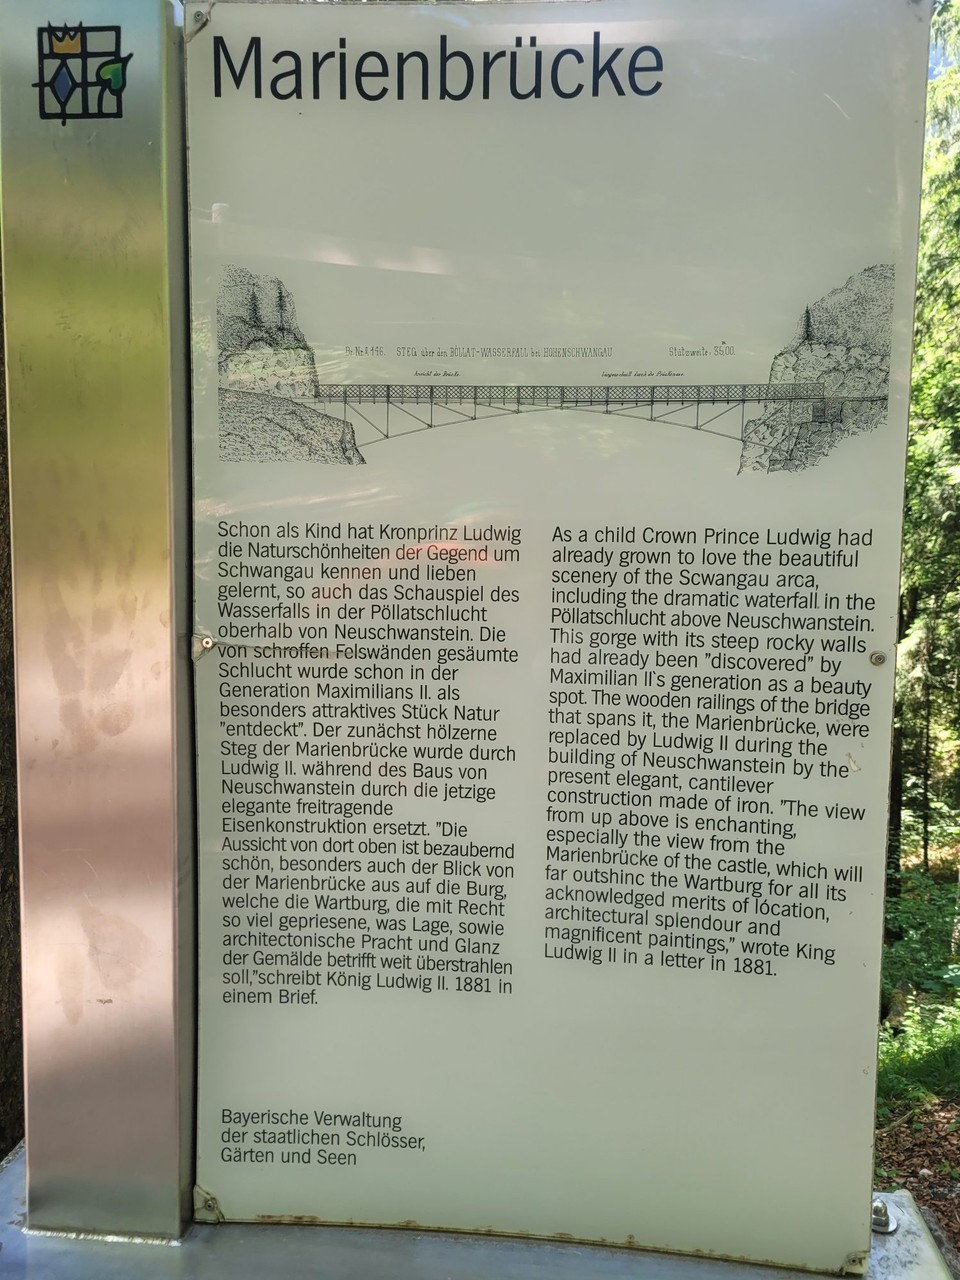 Marienbrücke
STEG über den BÖLLAT-WASSERFALL bei HOHENSCHWANGAU
Stützweite: 36,00.
Ansicht der Brücke.
Schon als Kind hat Kronprinz Ludwig
die Naturschönheiten der Gegend um
Schwangau kennen und lieben
gelernt, so auch das Schauspiel des
Wasserfalls in der Pöllatschlucht
oberhalb von Neuschwanstein. Die
von schroffen Felswänden gesäumte
Schlucht wurde schon in der
Generation Maximilians II. als
besonders attraktives Stück Natur
"entdeckt". Der zunächst hölzerne
Steg der Marienbrücke wurde durch
Ludwig II. während des Baus von
Neuschwanstein durch die jetzige
elegante freitragende
Eisenkonstruktion ersetzt. "Die
Aussicht von dort oben ist bezaubernd
schön, besonders auch der Blick von
der Marienbrücke aus auf die Burg,
welche die Wartburg, die mit Recht
so viel gepriesene, was Lage, sowie
architectonische Pracht und Glanz
der Gemälde betrifft weit überstrahlen
soll,"schreibt König Ludwig II. 1881 in
einem Brief.
As a child Crown Prince Ludwig had
already grown to love the beautiful
scenery of the Scwangau arca,
including the dramatic waterfall in the
Pöllatschlucht above Neuschwanstein.
This gorge with its steep rocky walls
had already been "discovered" by
Maximilian II`s generation as a beauty
spot. The wooden railings of the bridge
that spans it, the Marienbrücke, were
replaced by Ludwig II during the
building of Neuschwanstein by the
present elegant, cantilever
construction made of iron. "The view
from up above is enchanting,
especially the view from the
Marienbrücke of the castle, which will
far outshinc the Wartburg for all its
acknowledged merits of location,
architectural splendour and
magnificent paintings," wrote King
Ludwig II in a letter in 1881.
Bayerische Verwaltung
der staatlichen Schlösser,
Gärten und Seen